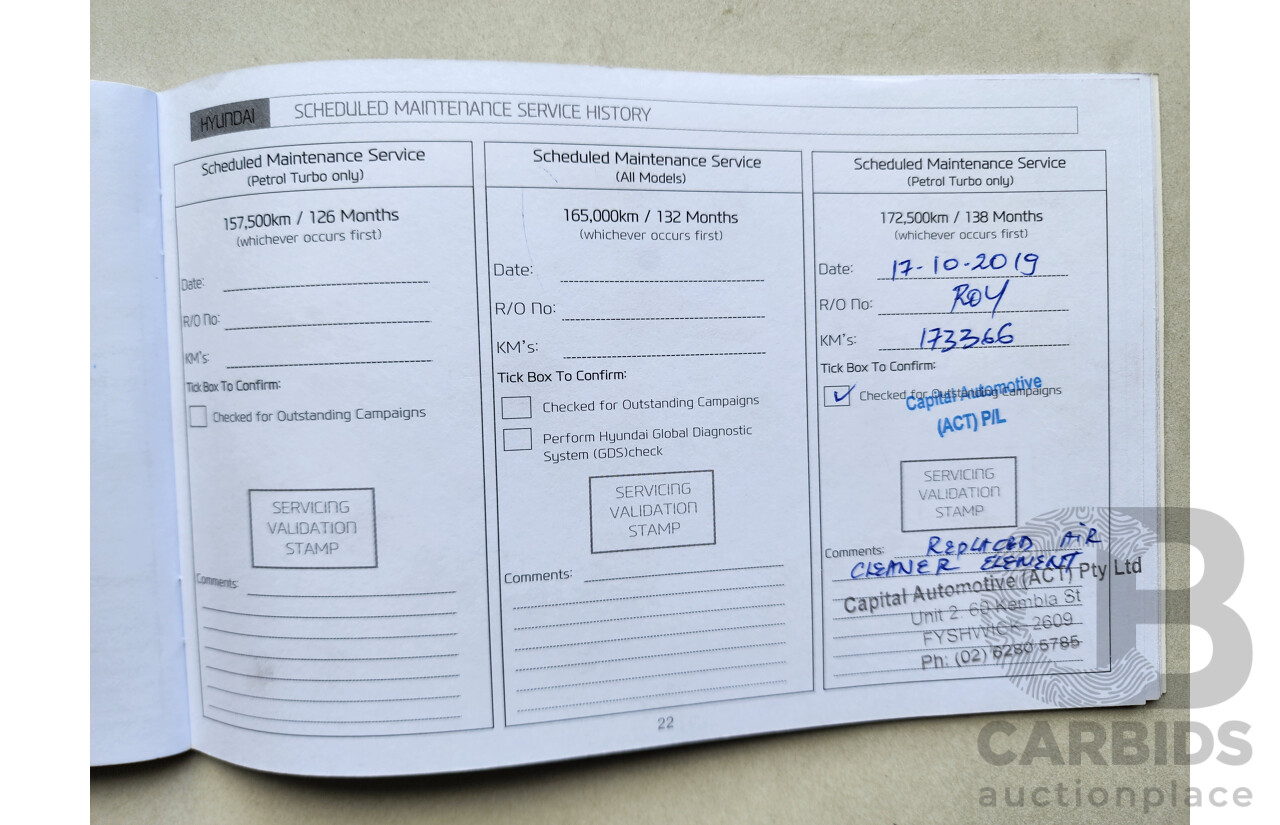 HYUNDAI SCHEDULED MAINTENANCE SERVICE HISTORY
Scheduled Maintenance Service
(Petrol Turbo only)
157,500km / 126 Months
(whichever occurs first)
Date:
R/O No:
KM's:
Tick Box To Confirm:
Checked for Outstanding Campaigns
SERVICING
VALIDATION
STAMP
Comments:
Scheduled Maintenance Service
(All Models)
165,000km / 132 Months
(whichever occurs first)
Date:
R/O No:
KM's:
Tick Box To Confirm:
Checked for Outstanding Campaigns
Perform Hyundai Global Diagnostic
System (GDS)check
SERVICING
VALIDATION
STAMP
Comments:
Scheduled Maintenance Service
(Petrol Turbo only)
172,500km / 138 Months
(whichever occurs first)
Date: 17-10-2019
R/O No: ROY
KM's: 173366
Tick Box To Confirm:
Checked for Outstanding Campaigns
Capital Automotive
(ACT) P/L
SERVICING
VALIDATION
STAMP
Comments: REPLACED AIR
CLEANER ELEMENT
Capital Automotive (ACT) Pty Ltd
Unit 2, 60 Kembla St
FYSHWICK 2609
Ph: (02) 6280 5785
22
CB
CARBIDS
auctionplace